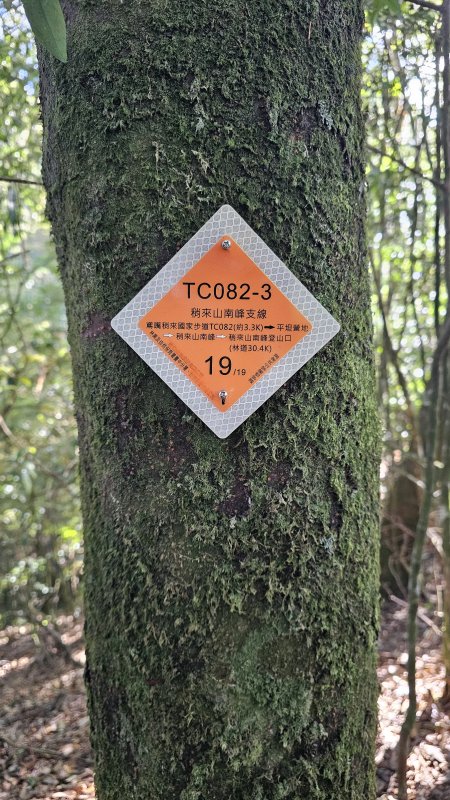 TC082-3
稍來山南峰支線
鳶嘴稍來國家步道TC082(約3.3K)➞平坦營地
➞稍來山南峰➞稍來山南峰登山口
(林道30.4K)
19/19